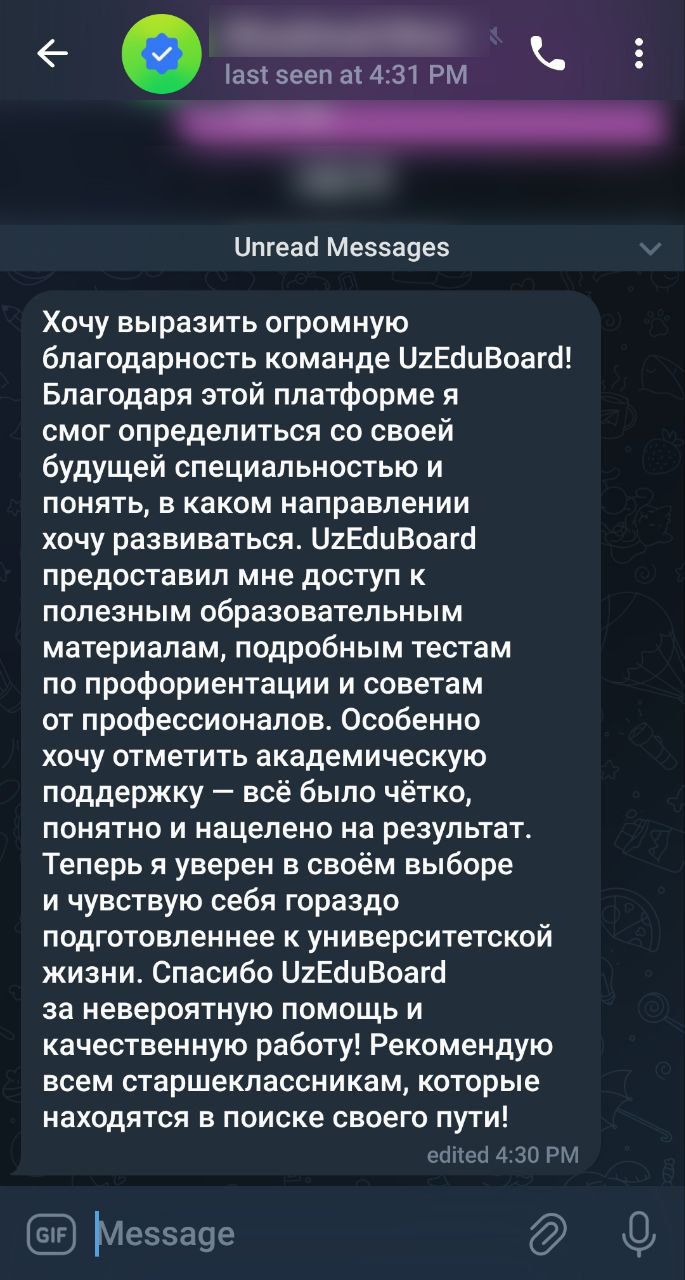 last seen at 4:31 PM
Unread Messages
Хочу выразить огромную
благодарность команде UzEduBoard!
Благодаря этой платформе я
смог определиться со своей
будущей специальностью и
понять, в каком направлении
хочу развиваться. UzEduBoard
предоставил мне доступ к
полезным образовательным
материалам, подробным тестам
по профориентации и советам
от профессионалов. Особенно
хочу отметить академическую
поддержку — всё было чётко,
понятно и нацелено на результат.
Теперь я уверен в своём выборе
и чувствую себя гораздо
подготовленнее к университетской
жизни. Спасибо UzEduBoard
за невероятную помощь и
качественную работу! Рекомендую
всем старшеклассникам, которые
находятся в поиске своего пути!
edited 4:30 PM
GIF Message